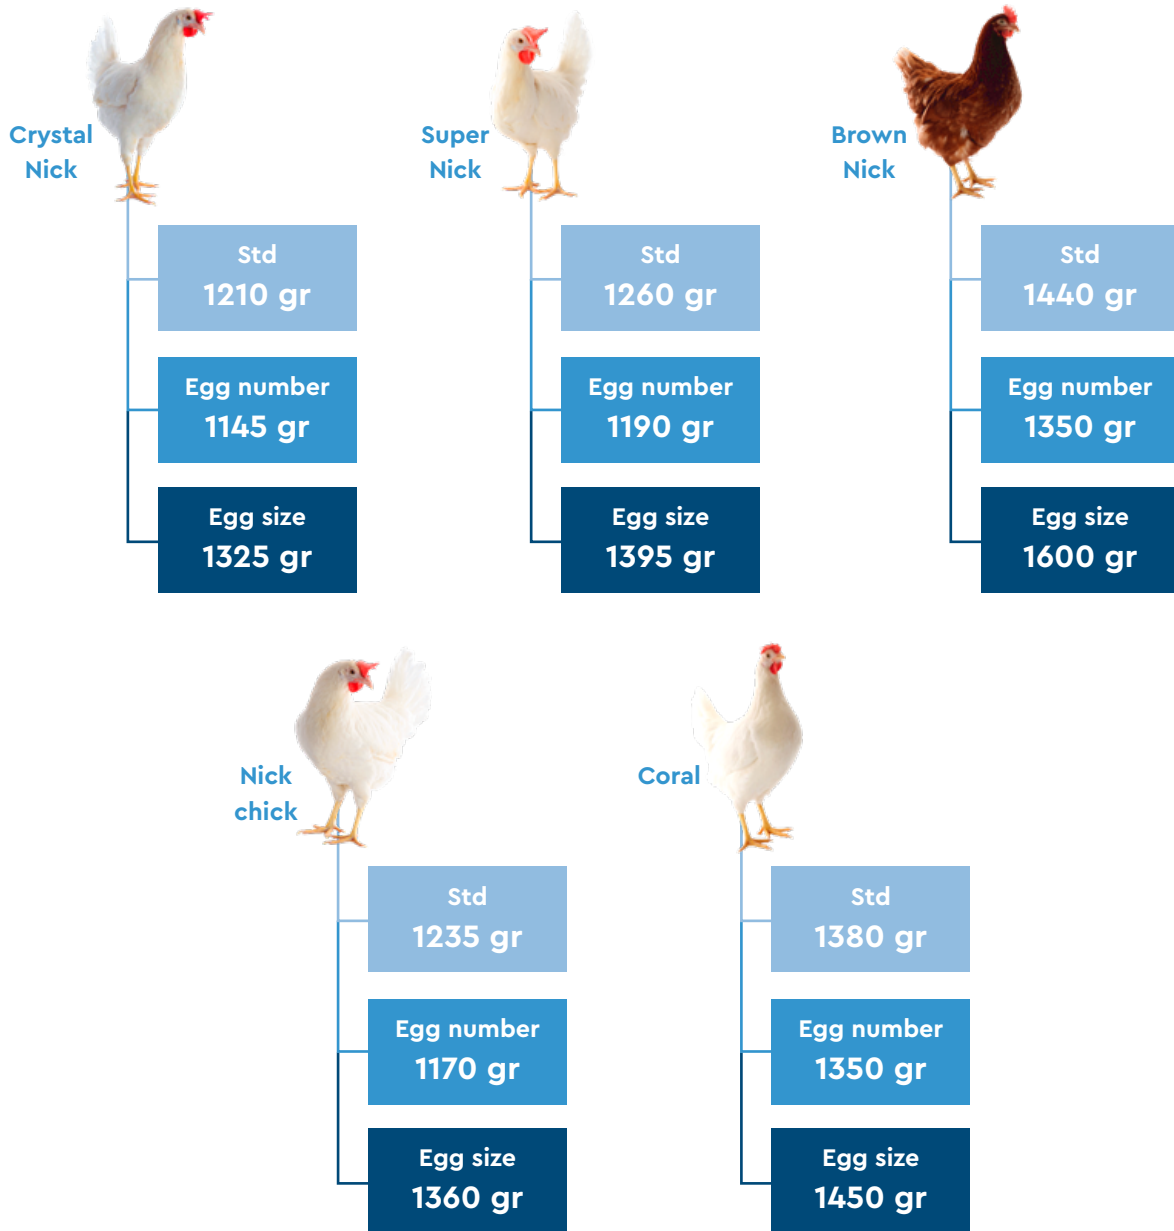 Crystal
Nick
Std
1210 gr
Egg number
1145 gr
Egg size
1325 gr
Super
Nick
Std
1260 gr
Egg number
1190 gr
Egg size
1395 gr
Brown
Nick
Std
1440 gr
Egg number
1350 gr
Egg size
1600 gr
Nick
chick
Std
1235 gr
Egg number
1170 gr
Egg size
1360 gr
Coral
Std
1380 gr
Egg number
1350 gr
Egg size
1450 gr